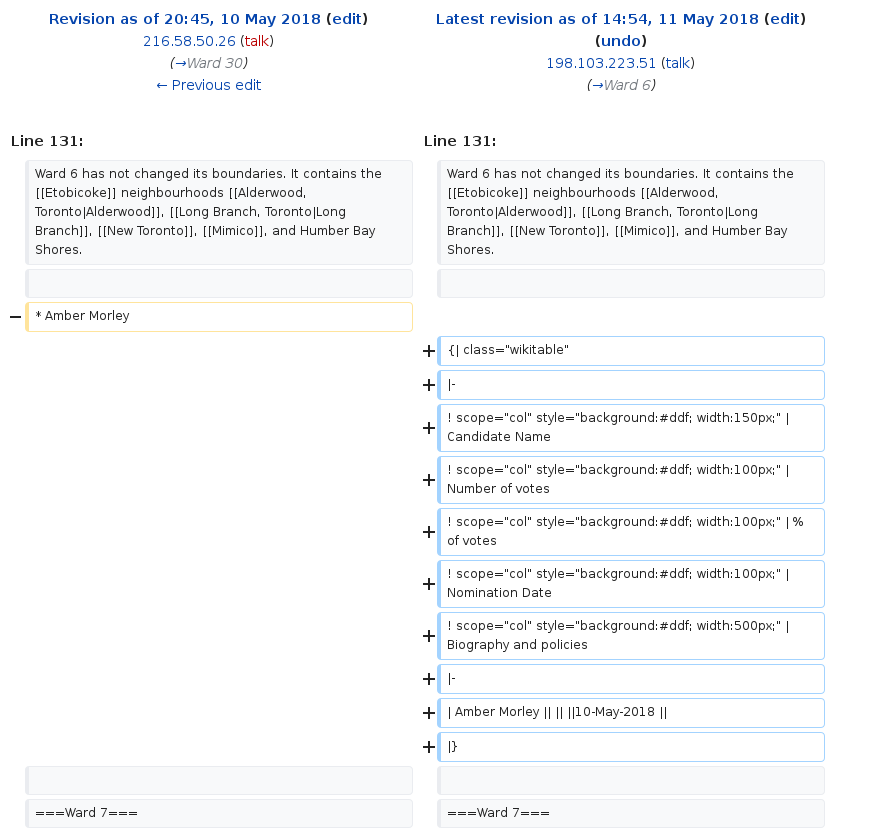 Revision as of 20:45, 10 May 2018 (edit)
216.58.50.26 (talk)
(→Ward 30)
← Previous edit
Latest revision as of 14:54, 11 May 2018 (edit)
(undo)
198.103.223.51 (talk)
(→Ward 6)
Line 131:
Line 131:
Ward 6 has not changed its boundaries. It contains the
[[Etobicoke]] neighbourhoods [[Alderwood,
Toronto|Alderwood]], [[Long Branch, Toronto|Long
Branch]], [[New Toronto]], [[Mimico]], and Humber Bay
Shores.
Ward 6 has not changed its boundaries. It contains the
[[Etobicoke]] neighbourhoods [[Alderwood,
Toronto|Alderwood]], [[Long Branch, Toronto|Long
Branch]], [[New Toronto]], [[Mimico]], and Humber Bay
Shores.
− * Amber Morley
+ {| class="wikitable"
+ |-
+ ! scope="col" style="background:#ddf; width:150px;" |
Candidate Name
+ ! scope="col" style="background:#ddf; width:100px;" |
Number of votes
+ ! scope="col" style="background:#ddf; width:100px;" | %
of votes
+ ! scope="col" style="background:#ddf; width:100px;" |
Nomination Date
+ ! scope="col" style="background:#ddf; width:500px;" |
Biography and policies
+ |-
+ | Amber Morley || || ||10-May-2018 ||
+ |}
===Ward 7===
===Ward 7===